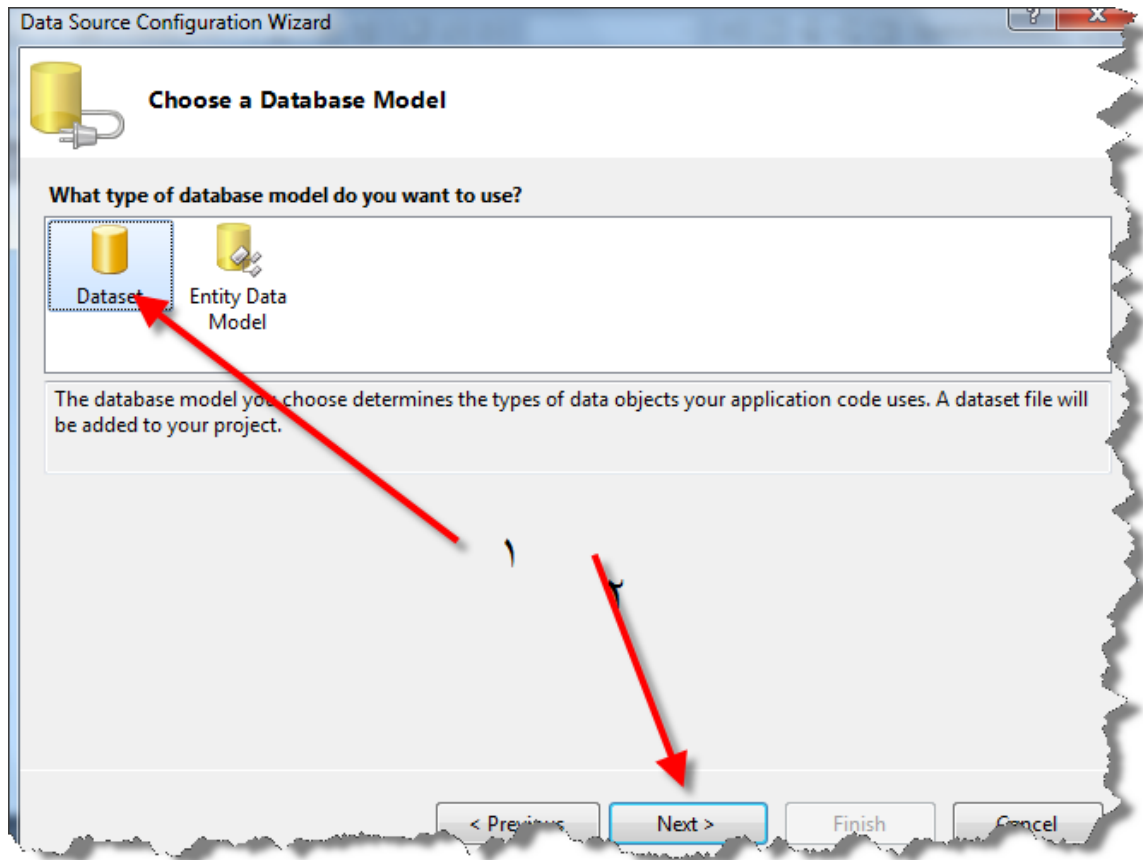 Data Source Configuration Wizard
Choose a Database Model
What type of database model do you want to use?
Dataset
Entity Data
Model
The database model you choose determines the types of data objects your application code uses. A dataset file will
be added to your project.
١
٢
< Previous
Next >
Finish
Cancel